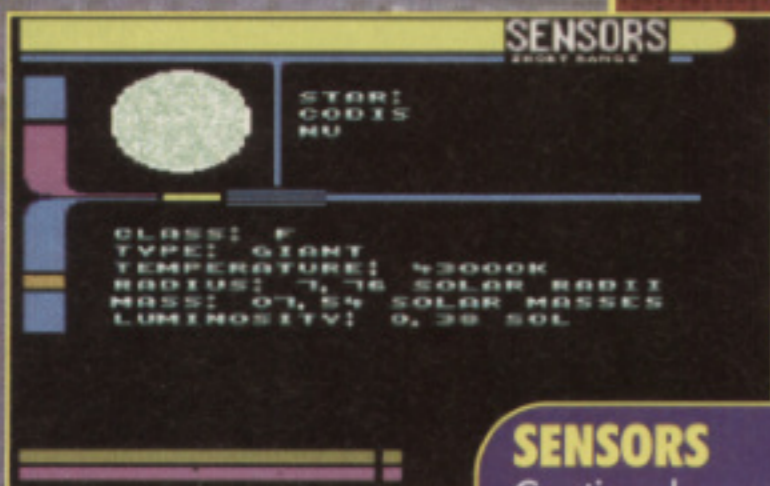 SENSORS
SHORT RANGE
STAR:
CODIS
NU
CLASS: F
TYPE: GIANT
TEMPERATURE: 43000K
RADIUS: 7,76 SOLAR RADII
MASS: 07,54 SOLAR MASSES
LUMINOSITY: 0,38 SOL
SENSORS